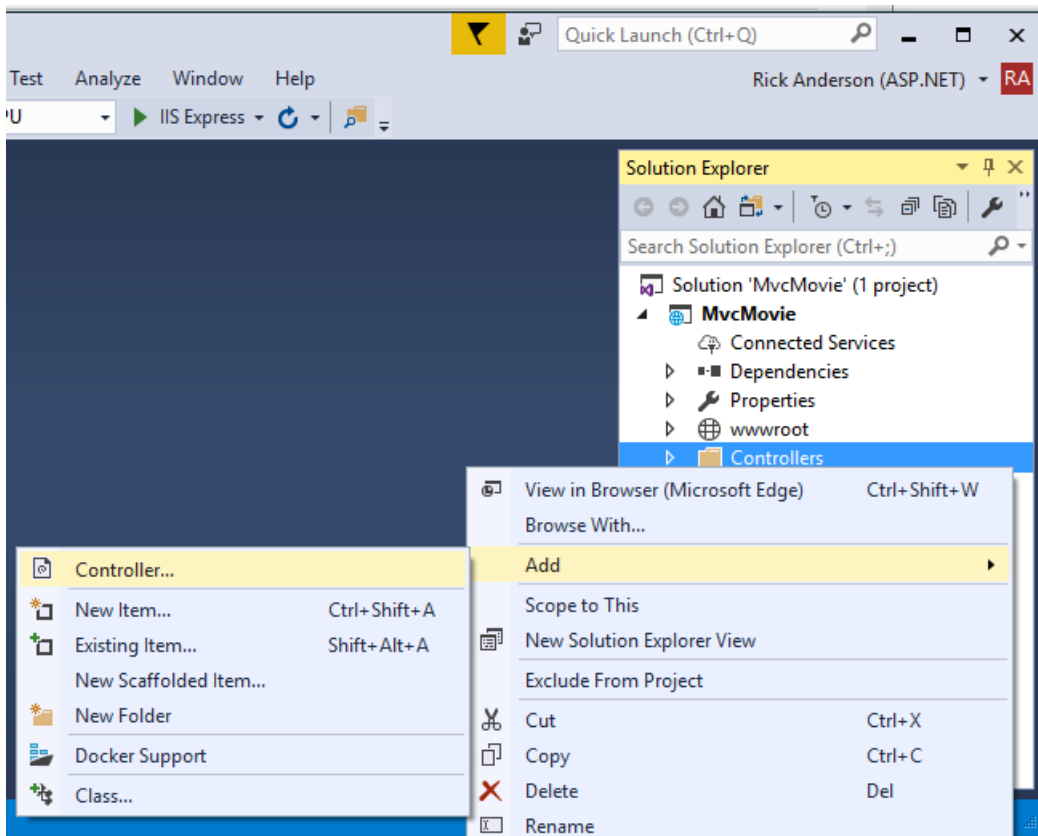 Quick Launch (Ctrl+Q)
Test Analyze Window Help
Rick Anderson (ASP.NET) RA
PU IIS Express
Solution Explorer
Search Solution Explorer (Ctrl+;)
Solution 'MvcMovie' (1 project)
MvcMovie
Connected Services
Dependencies
Properties
wwwroot
Controllers
View in Browser (Microsoft Edge) Ctrl+Shift+W
Browse With...
Add
Scope to This
New Solution Explorer View
Exclude From Project
Cut Ctrl+X
Copy Ctrl+C
Delete Del
Rename
Controller...
New Item... Ctrl+Shift+A
Existing Item... Shift+Alt+A
New Scaffolded Item...
New Folder
Docker Support
Class...